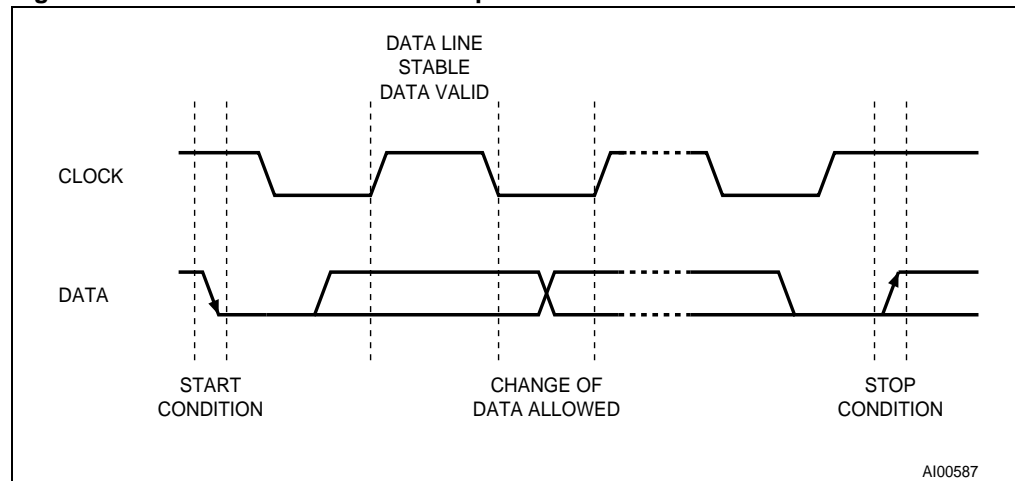 DATA LINE
STABLE
DATA VALID
CLOCK
DATA
START
CONDITION
CHANGE OF
DATA ALLOWED
STOP
CONDITION
AI00587